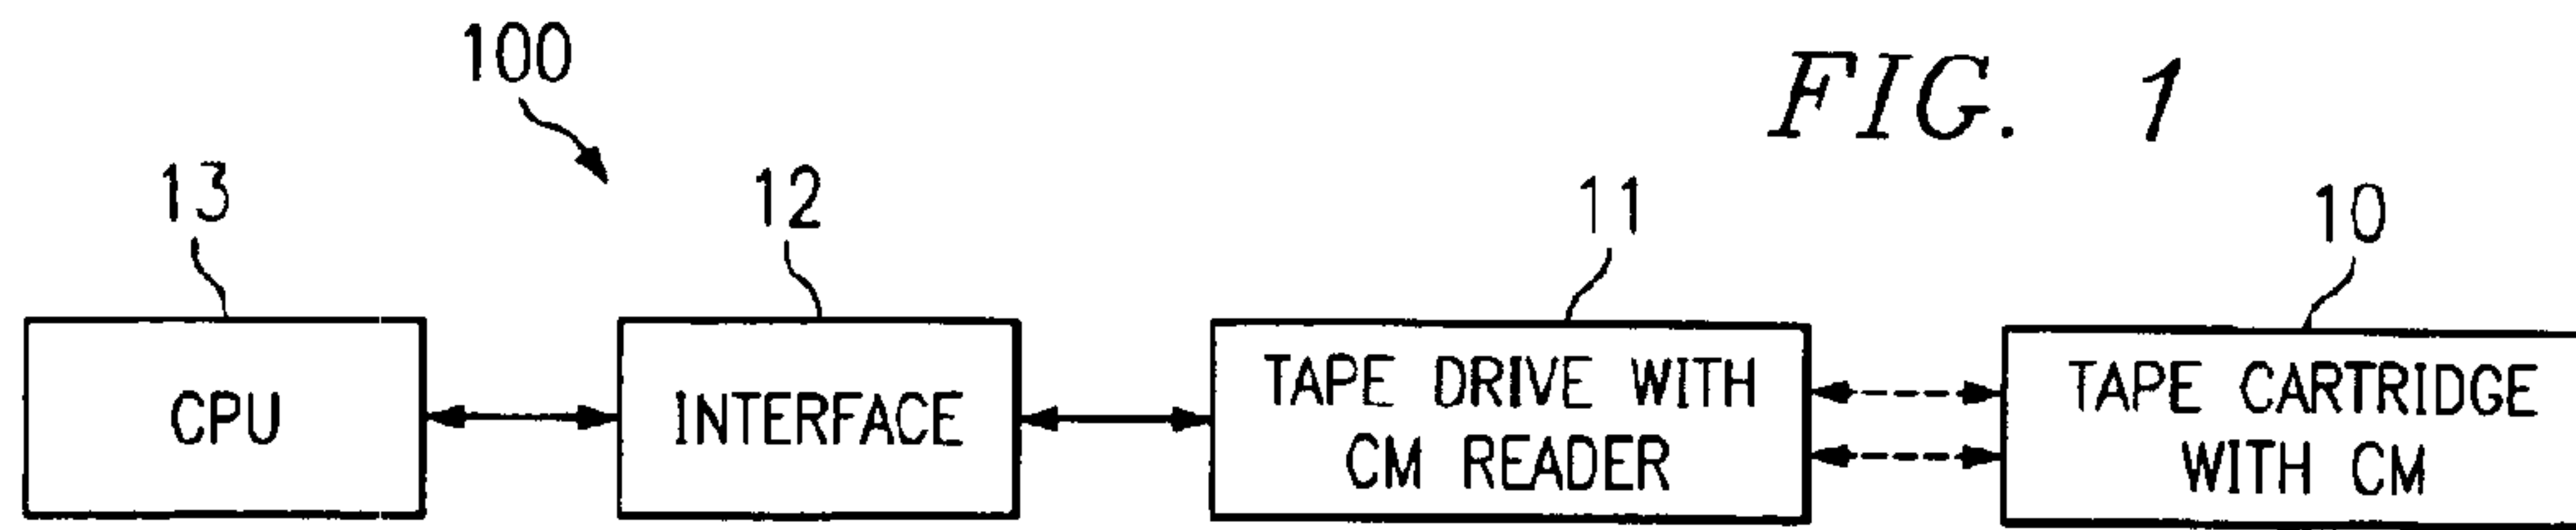 100
FIG. 1
13
12
11
10
CPU
INTERFACE
TAPE DRIVE WITH
CM READER
TAPE CARTRIDGE
WITH CM